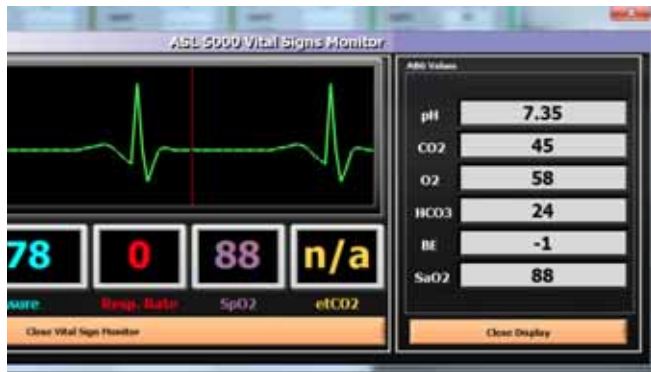 ASL 5000 Vital Signs Monitor
ABG Values
pH 7.35
CO2 45
O2 58
HCO3 24
BE -1
SaO2 88
78 0 88 n/a
sure Resp. Rate SpO2 etCO2
Close Vital Sign Monitor
Close Display